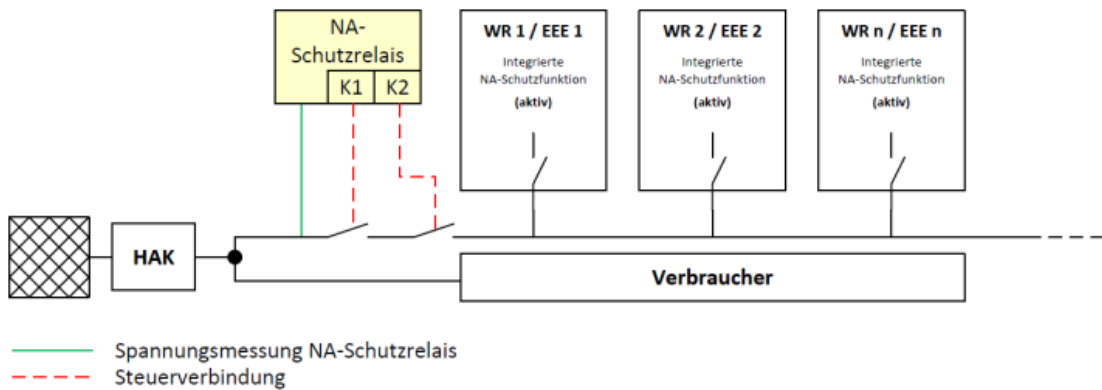 NA-
Schutzrelais
K1 K2
WR 1 / EEE 1
Integrierte
NA-Schutzfunktion
(aktiv)
WR 2 / EEE 2
Integrierte
NA-Schutzfunktion
(aktiv)
WR n / EEE n
Integrierte
NA-Schutzfunktion
(aktiv)
HAK
Verbraucher
Spannungsmessung NA-Schutzrelais
Steuerverbindung